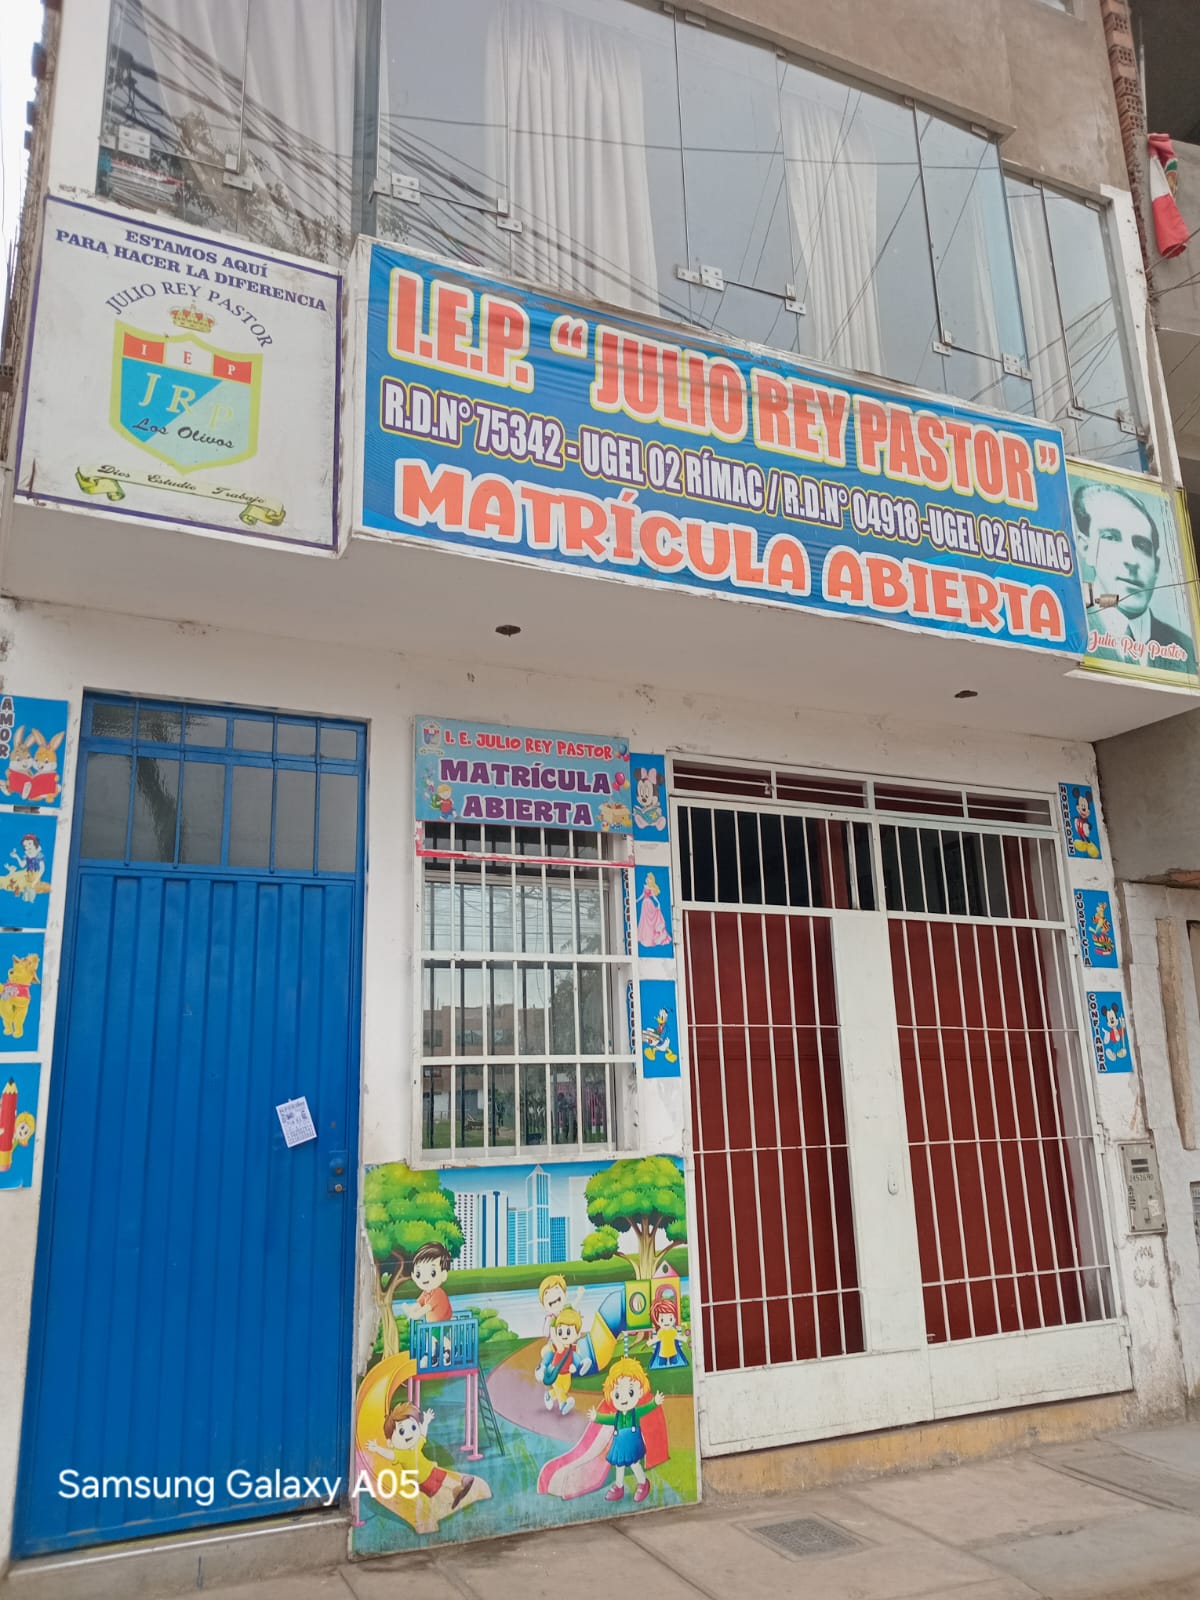 ESTAMOS AQUÍ
PARA HACER LA DIFERENCIA
JULIO REY PASTOR
I E P
JRP
Los Olivos
Dios Estudio Trabajo
I.E.P. “JULIO REY PASTOR”
R.D.N° 75342 - UGEL 02 RÍMAC / R.D.N° 04918 - UGEL 02 RÍMAC
MATRÍCULA ABIERTA
Julio Rey Pastor
AMOR
I. E. JULIO REY PASTOR
MATRÍCULA
ABIERTA
HONRADEZ
JUSTICIA
CONFIANZA
Samsung Galaxy A05